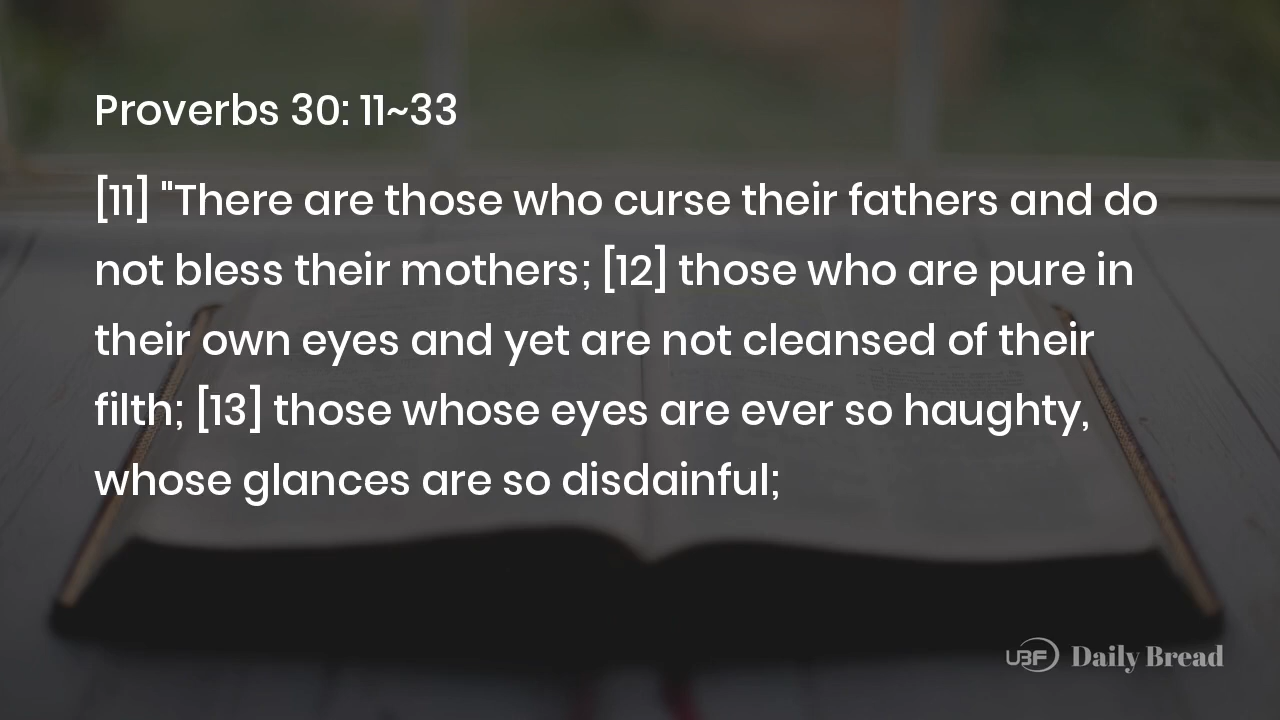 Proverbs 30: 11~33
[11] "There are those who curse their fathers and do
not bless their mothers; [12] those who are pure in
their own eyes and yet are not cleansed of their
filth; [13] those whose eyes are ever so haughty,
whose glances are so disdainful;
UBF Daily Bread